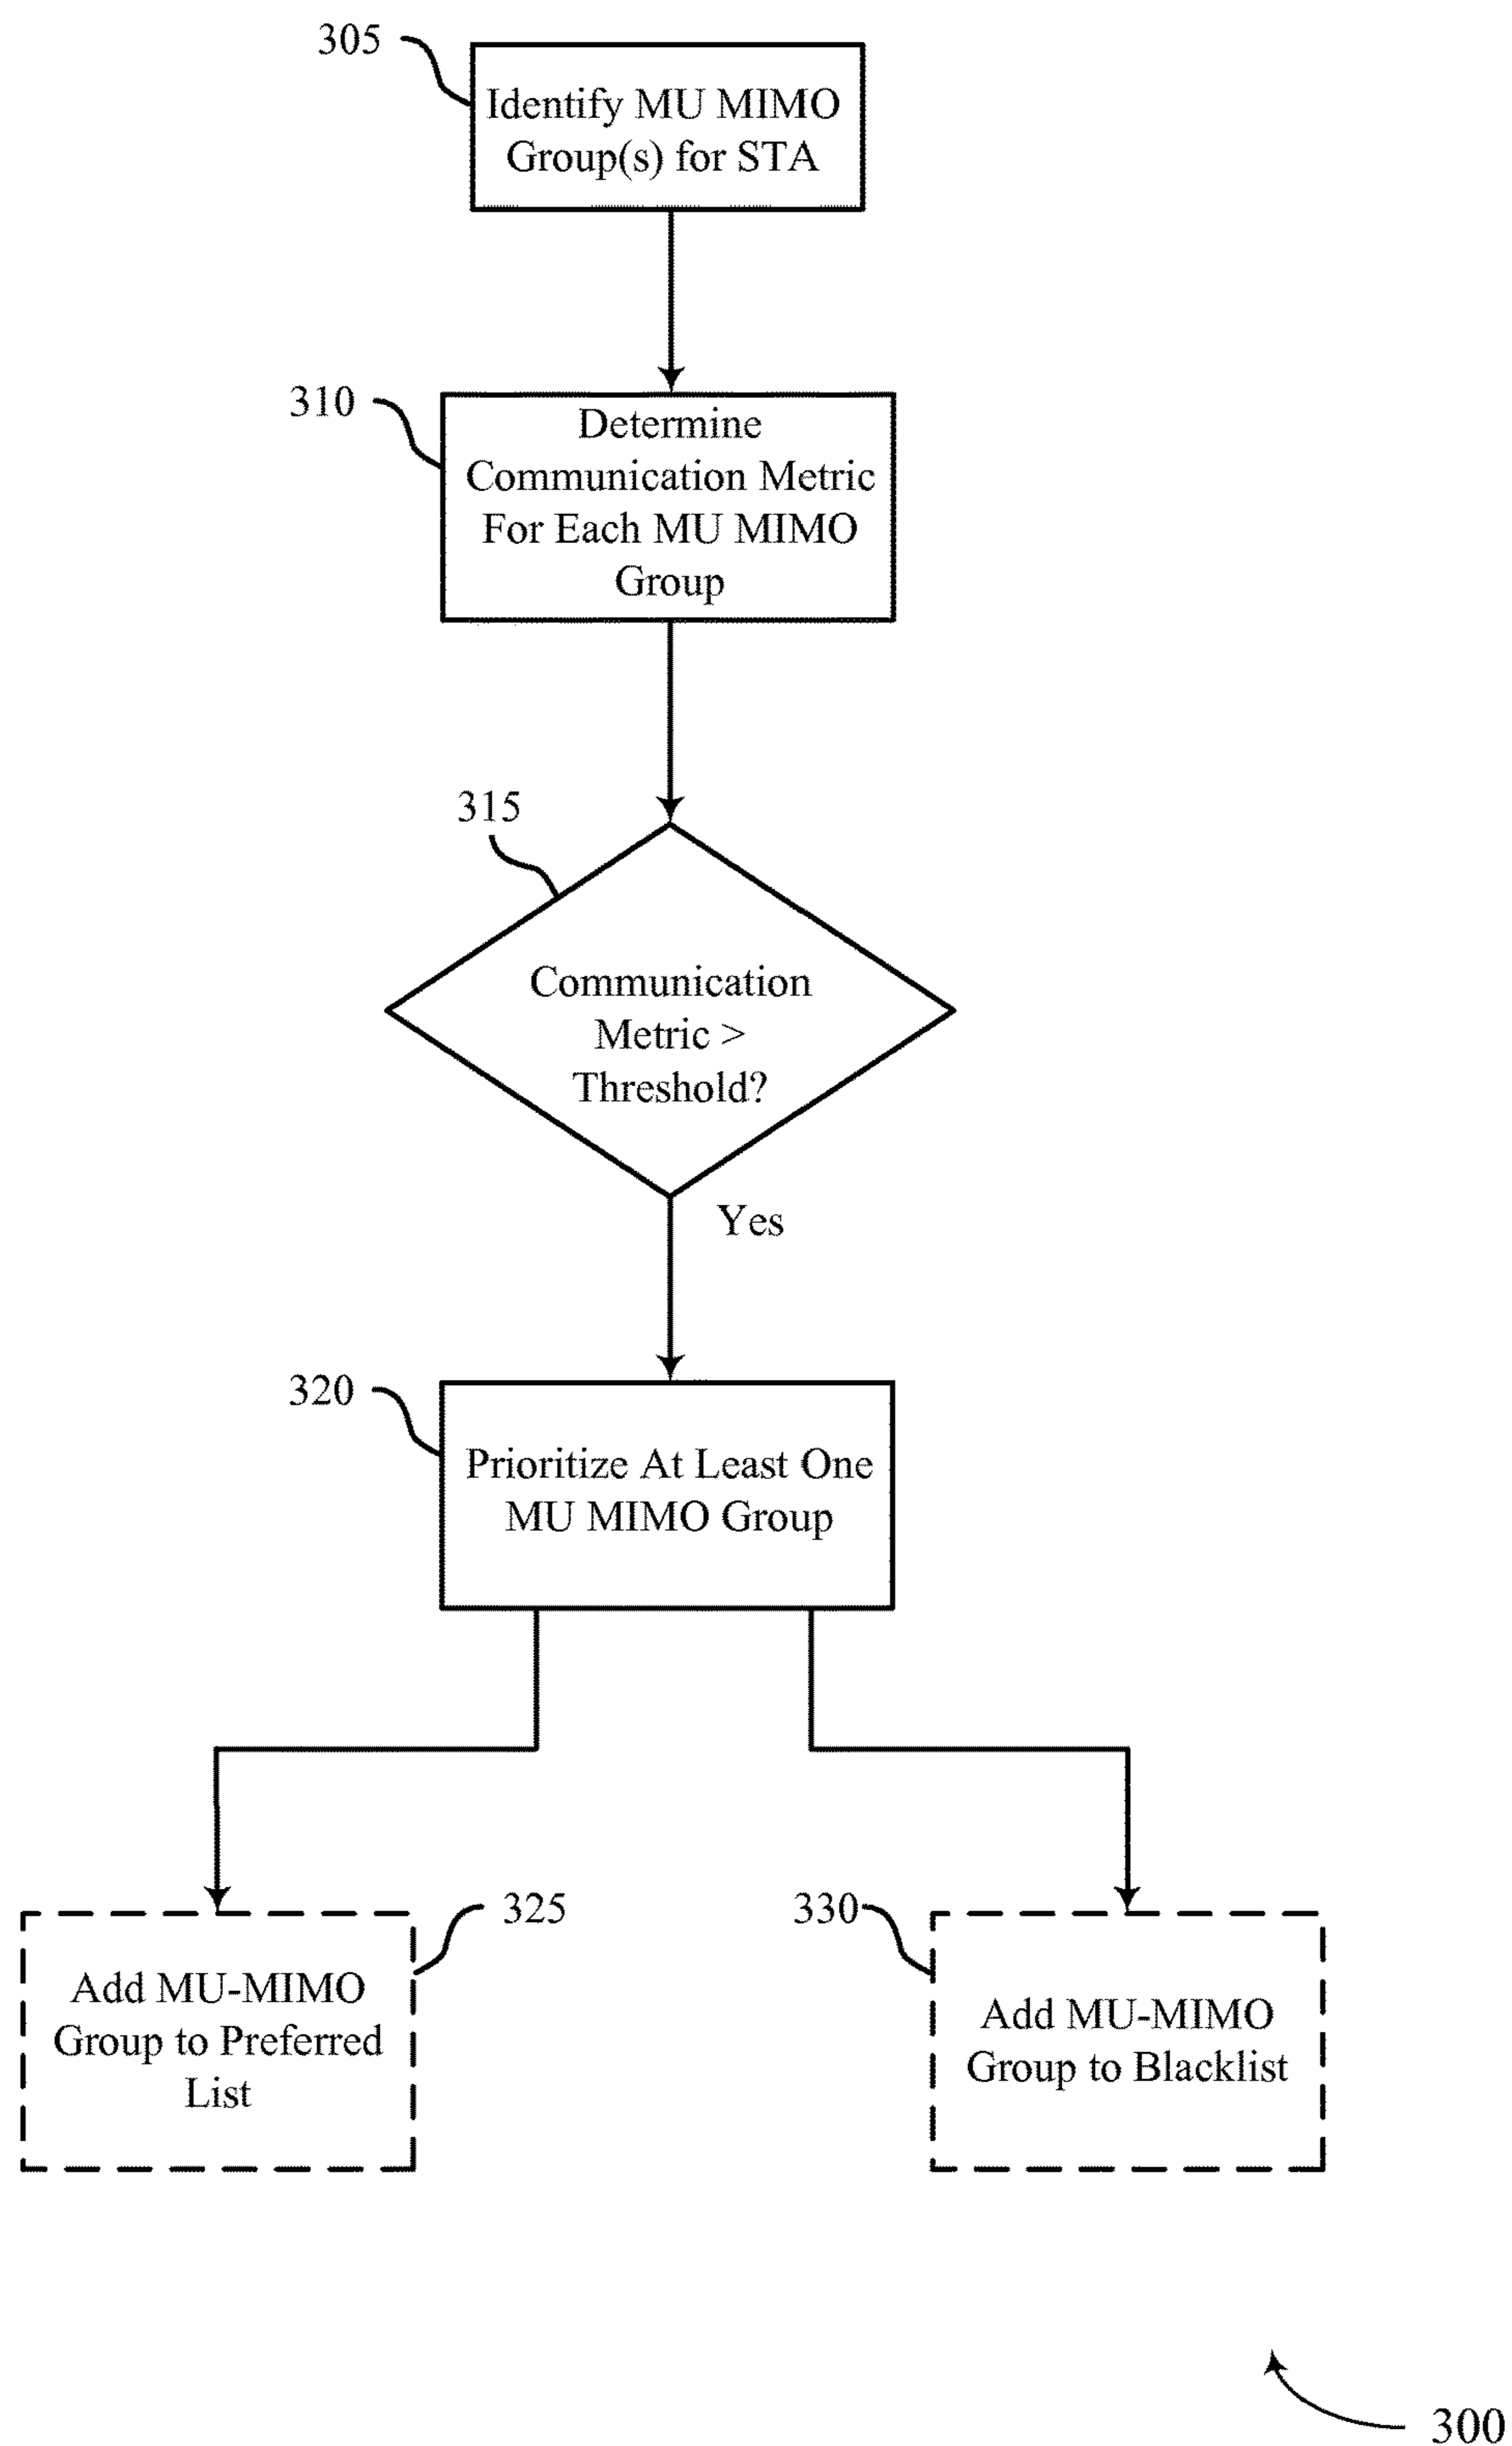 305
Identify MU MIMO
Group(s) for STA
310
Determine
Communication Metric
For Each MU MIMO
Group
315
Communication
Metric >
Threshold?
Yes
320
Prioritize At Least One
MU MIMO Group
325
Add MU-MIMO
Group to Preferred
List
330
Add MU-MIMO
Group to Blacklist
300